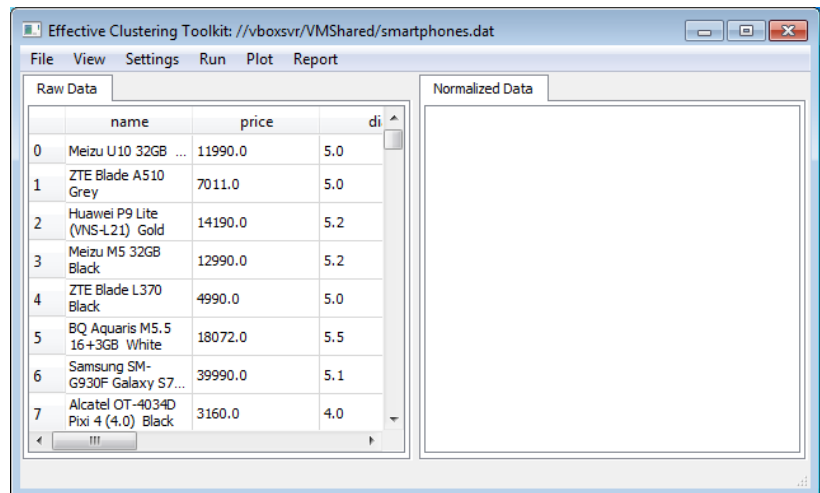 Effective Clustering Toolkit: //vboxsvr/VMShared/smartphones.dat
File View Settings Run Plot Report
Raw Data
Normalized Data
name price di
0 Meizu U10 32GB ... 11990.0 5.0
1 ZTE Blade A510
Grey 7011.0 5.0
2 Huawei P9 Lite
(VNS-L21) Gold 14190.0 5.2
3 Meizu M5 32GB
Black 12990.0 5.2
4 ZTE Blade L370
Black 4990.0 5.0
5 BQ Aquaris M5.5
16+3GB White 18072.0 5.5
6 Samsung SM-
G930F Galaxy S7... 39990.0 5.1
7 Alcatel OT-4034D
Pixi 4 (4.0) Black 3160.0 4.0